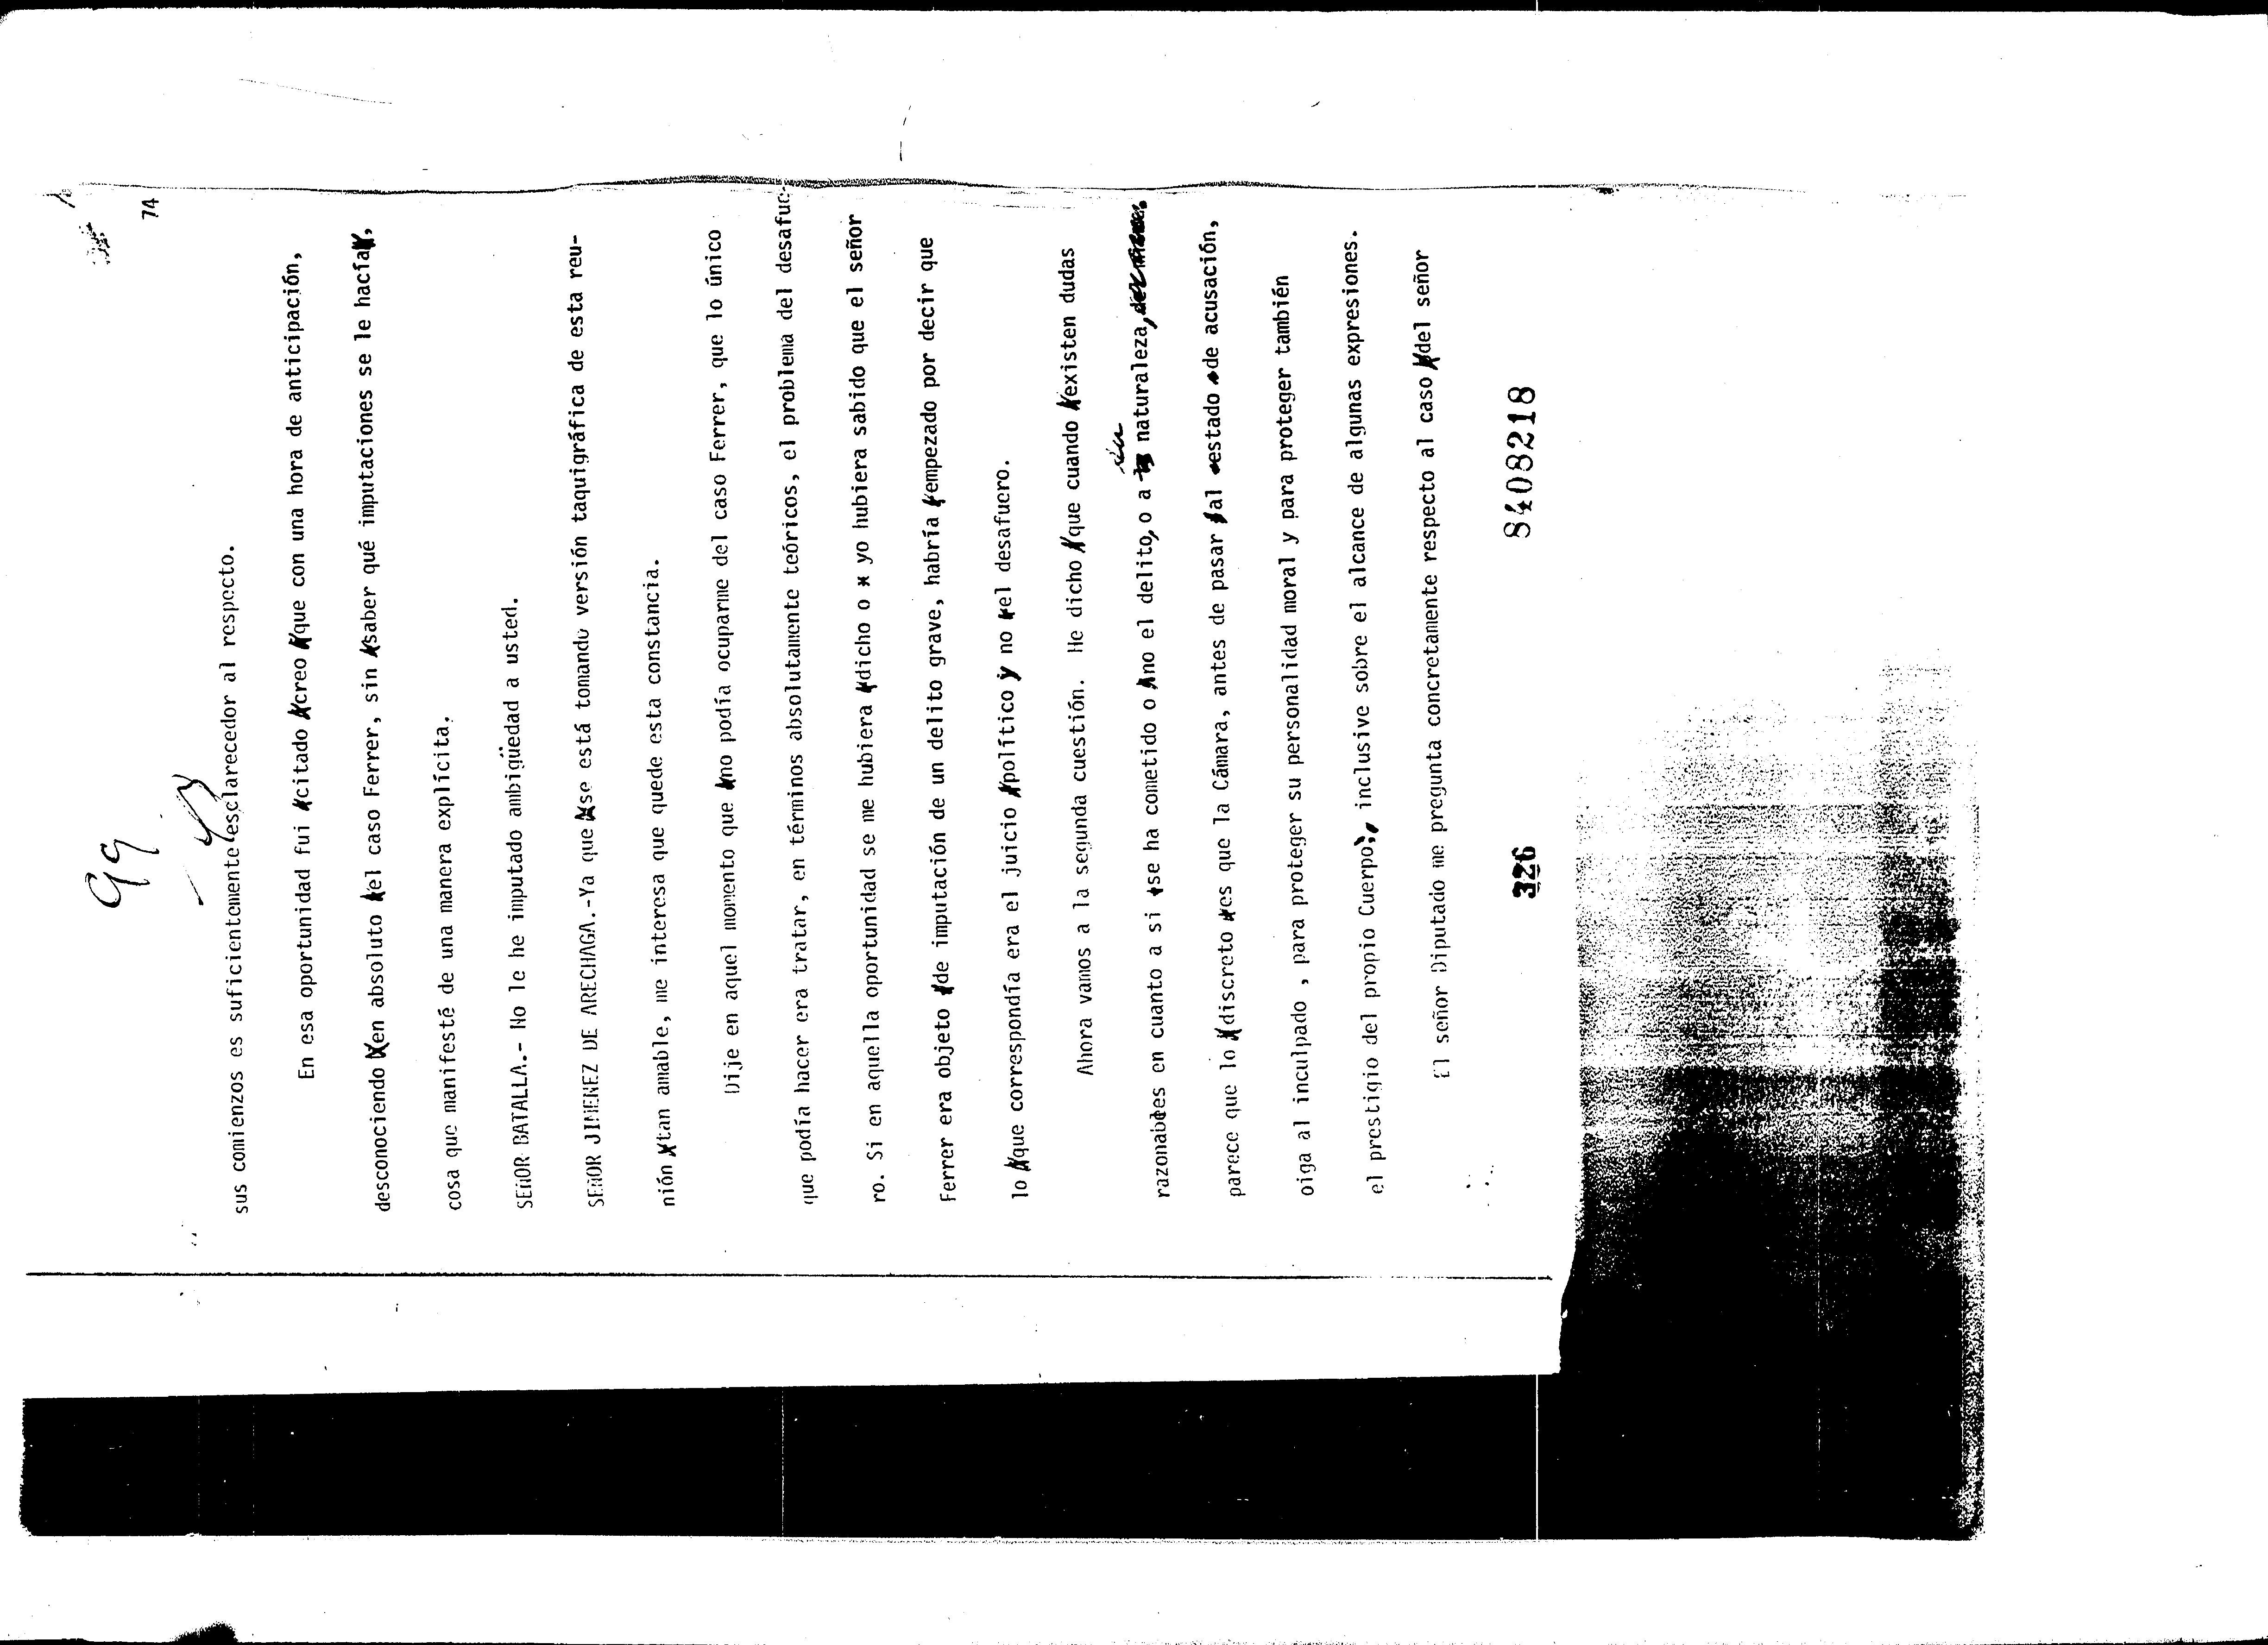 99
74
sus comienzos es suficientemente esclarecedor al respecto.
En esa oportunidad fui citado creo que con una hora de anticipación,
desconociendo en absoluto el caso Ferrer, sin saber qué imputaciones se le hacía,
cosa que manifesté de una manera explícita.
SEÑOR BATALLA.- No le he imputado ambigüedad a usted.
SEÑOR JIMENEZ DE ARECHAGA.-Ya que se está tomando versión taquigráfica de esta reu-
nión tan amable, me interesa que quede esta constancia.
Dije en aquel momento que no podía ocuparme del caso Ferrer, que lo único
que podía hacer era tratar, en términos absolutamente teóricos, el problema del desafue-
ro. Si en aquella oportunidad se me hubiera dicho o x yo hubiera sabido que el señor
Ferrer era objeto de imputación de un delito grave, habría empezado por decir que
lo que correspondía era el juicio político y no el desafuero.
Ahora vamos a la segunda cuestión. He dicho que cuando existen dudas
razonables en cuanto a si se ha cometido o no el delito, o a su naturaleza,
parece que lo discreto es que la Cámara, antes de pasar al estado de acusación,
oiga al inculpado , para proteger su personalidad moral y para proteger también
el prestigio del propio Cuerpo, inclusive sobre el alcance de algunas expresiones.
El señor Diputado me pregunta concretamente respecto al caso del señor
326
8408218